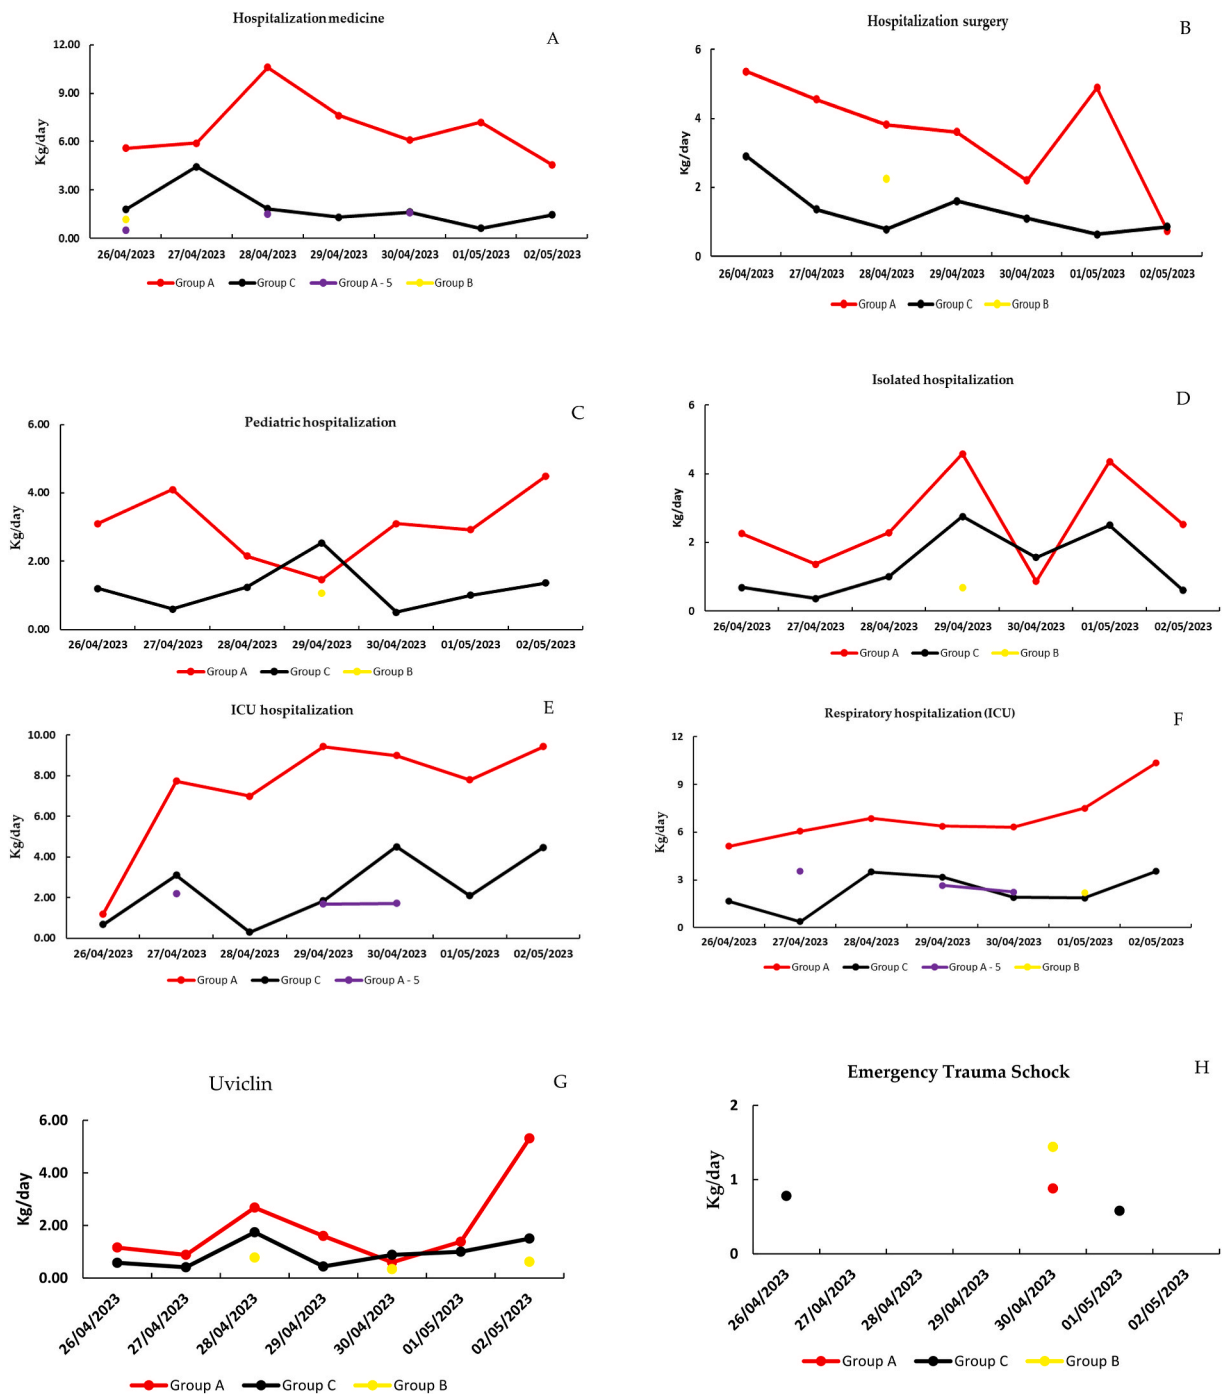 Hospitalization medicine
A
Kg/day
12.00
9.00
6.00
3.00
0.00
26/04/2023 27/04/2023 28/04/2023 29/04/2023 30/04/2023 01/05/2023 02/05/2023
Group A Group C Group A - 5 Group B
Hospitalization surgery
B
Kg/day
6
4
2
0
26/04/2023 27/04/2023 28/04/2023 29/04/2023 30/04/2023 01/05/2023 02/05/2023
Group A Group C Group B
Pediatric hospitalization
C
Kg/day
6.00
4.00
2.00
0.00
26/04/2023 27/04/2023 28/04/2023 29/04/2023 30/04/2023 01/05/2023 02/05/2023
Group A Group C Group B
Isolated hospitalization
D
Kg/day
6
4
2
0
26/04/2023 27/04/2023 28/04/2023 29/04/2023 30/04/2023 01/05/2023 02/05/2023
Group A Group C Group B
ICU hospitalization
E
Kg/day
10.00
8.00
6.00
4.00
2.00
0.00
26/04/2023 27/04/2023 28/04/2023 29/04/2023 30/04/2023 01/05/2023 02/05/2023
Group A Group C Group A - 5
Respiratory hospitalization (ICU)
F
Kg/day
12
9
6
3
0
26/04/2023 27/04/2023 28/04/2023 29/04/2023 30/04/2023 01/05/2023 02/05/2023
Group A Group C Group A - 5 Group B
Uviclin
G
Kg/day
6.00
4.00
2.00
0.00
26/04/2023 27/04/2023 28/04/2023 29/04/2023 30/04/2023 01/05/2023 02/05/2023
Group A Group C Group B
Emergency Trauma Schock
H
Kg/day
2
1
0
26/04/2023 27/04/2023 28/04/2023 29/04/2023 30/04/2023 01/05/2023 02/05/2023
Group A Group C Group B